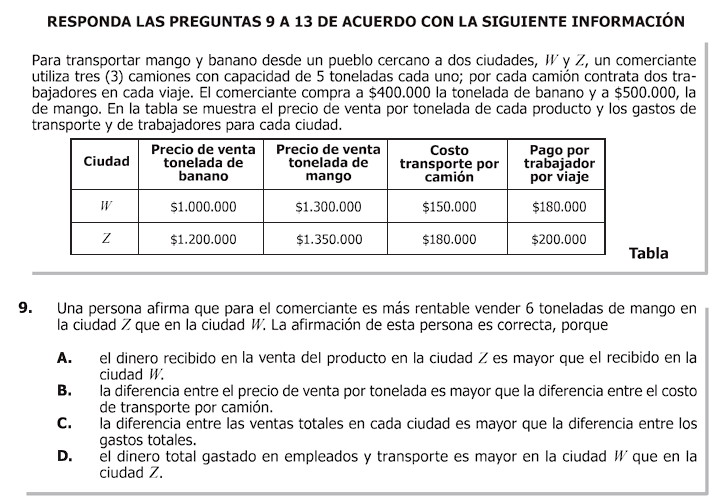 RESPONDA LAS PREGUNTAS 9 A 13 DE ACUERDO CON LA SIGUIENTE INFORMACIÓN
Para transportar mango y banano desde un pueblo cercano a dos ciudades, W y Z, un comerciante
utiliza tres (3) camiones con capacidad de 5 toneladas cada uno; por cada camión contrata dos tra-
bajadores en cada viaje. El comerciante compra a $400.000 la tonelada de banano y a $500.000, la
de mango. En la tabla se muestra el precio de venta por tonelada de cada producto y los gastos de
transporte y de trabajadores para cada ciudad.
Ciudad Precio de venta tonelada de banano Precio de venta tonelada de mango Costo transporte por camión Pago por trabajador por viaje
W $1.000.000 $1.300.000 $150.000 $180.000
Z $1.200.000 $1.350.000 $180.000 $200.000
Tabla
9. Una persona afirma que para el comerciante es más rentable vender 6 toneladas de mango en
la ciudad Z que en la ciudad W. La afirmación de esta persona es correcta, porque
A. el dinero recibido en la venta del producto en la ciudad Z es mayor que el recibido en la
ciudad W.
B. la diferencia entre el precio de venta por tonelada es mayor que la diferencia entre el costo
de transporte por camión.
C. la diferencia entre las ventas totales en cada ciudad es mayor que la diferencia entre los
gastos totales.
D. el dinero total gastado en empleados y transporte es mayor en la ciudad W que en la
ciudad Z.